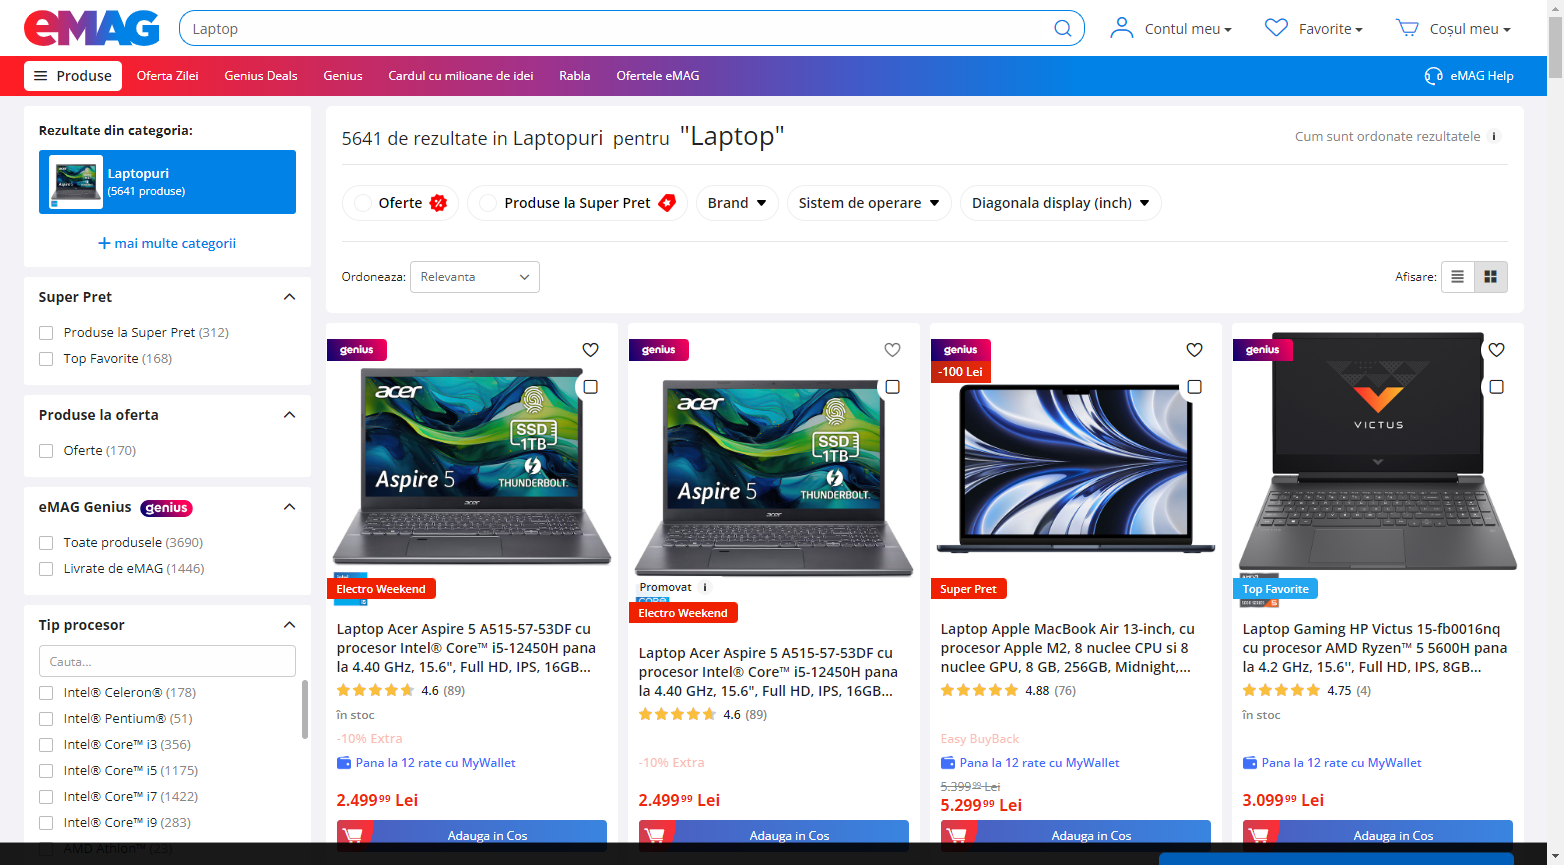 eMAG
Laptop
Contul meu
Favorite
Coșul meu
Produse
Oferta Zilei
Genius Deals
Genius
Cardul cu milioane de idei
Rabla
Ofertele eMAG
eMAG Help
Rezultate din categoria:
Laptopuri
(5641 produse)
+ mai multe categorii
Super Pret
Produse la Super Pret (312)
Top Favorite (168)
Produse la oferta
Oferte (170)
eMAG Genius genius
Toate produsele (3690)
Livrate de eMAG (1446)
Tip procesor
Cauta...
Intel® Celeron® (178)
Intel® Pentium® (51)
Intel® Core™ i3 (356)
Intel® Core™ i5 (1175)
Intel® Core™ i7 (1422)
Intel® Core™ i9 (283)
AMD Athlon™ (23)
5641 de rezultate in Laptopuri pentru "Laptop"
Cum sunt ordonate rezultatele i
Oferte
Produse la Super Pret
Brand
Sistem de operare
Diagonala display (inch)
Ordoneaza: Relevanta
Afisare:
genius
acer
SSD
1TB
Aspire 5
THUNDERBOLT.
acer
Electro Weekend
Laptop Acer Aspire 5 A515-57-53DF cu
procesor Intel® Core™ i5-12450H pana
la 4.40 GHz, 15.6", Full HD, IPS, 16GB...
4.6 (89)
în stoc
-10% Extra
Pana la 12 rate cu MyWallet
2.499⁹⁹ Lei
Adauga in Cos
genius
acer
SSD
1TB
Aspire 5
THUNDERBOLT.
acer
Promovat i
CORE
Electro Weekend
Laptop Acer Aspire 5 A515-57-53DF cu
procesor Intel® Core™ i5-12450H pana
la 4.40 GHz, 15.6", Full HD, IPS, 16GB...
4.6 (89)
-10% Extra
Pana la 12 rate cu MyWallet
2.499⁹⁹ Lei
Adauga in Cos
genius
-100 Lei
Super Pret
Laptop Apple MacBook Air 13-inch, cu
procesor Apple M2, 8 nuclee CPU si 8
nuclee GPU, 8 GB, 256GB, Midnight,...
4.88 (76)
Easy BuyBack
Pana la 12 rate cu MyWallet
5.399⁹⁹ Lei
5.299⁹⁹ Lei
Adauga in Cos
genius
VICTUS
Top Favorite
Laptop Gaming HP Victus 15-fb0016nq
cu procesor AMD Ryzen™ 5 5600H pana
la 4.2 GHz, 15.6'', Full HD, IPS, 8GB...
4.75 (4)
în stoc
Pana la 12 rate cu MyWallet
3.099⁹⁹ Lei
Adauga in Cos